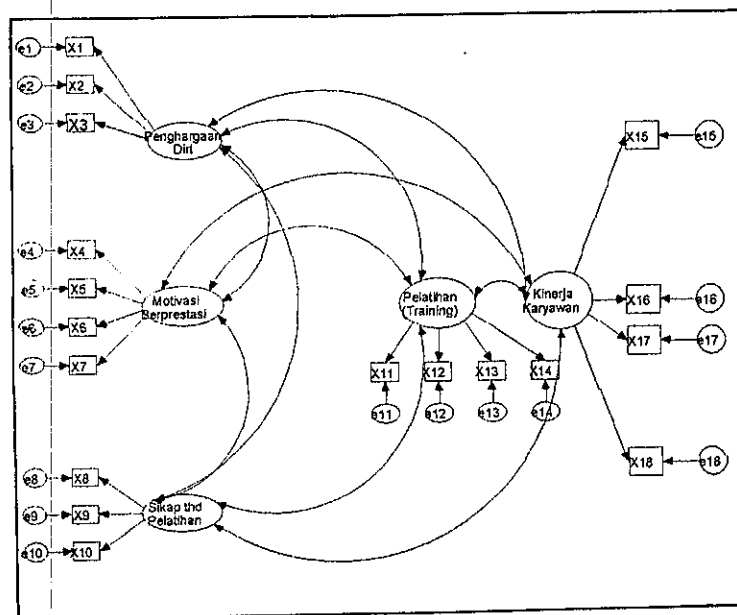 e1 X1
e2 X2
e3 X3
Penghargaan
Diri
X15 e15
e4 X4
e5 X5
e6 X6
e7 X7
Motivasi
Berprestasi
Pelatihan
(Training)
Kinerja
Karyawan
X16 e16
X17 e17
X11 X12 X13 X14
e11 e12 e13 e14
e8 X8
e9 X9
e10 X10
Sikap thd
Pelatihan
X18 e18